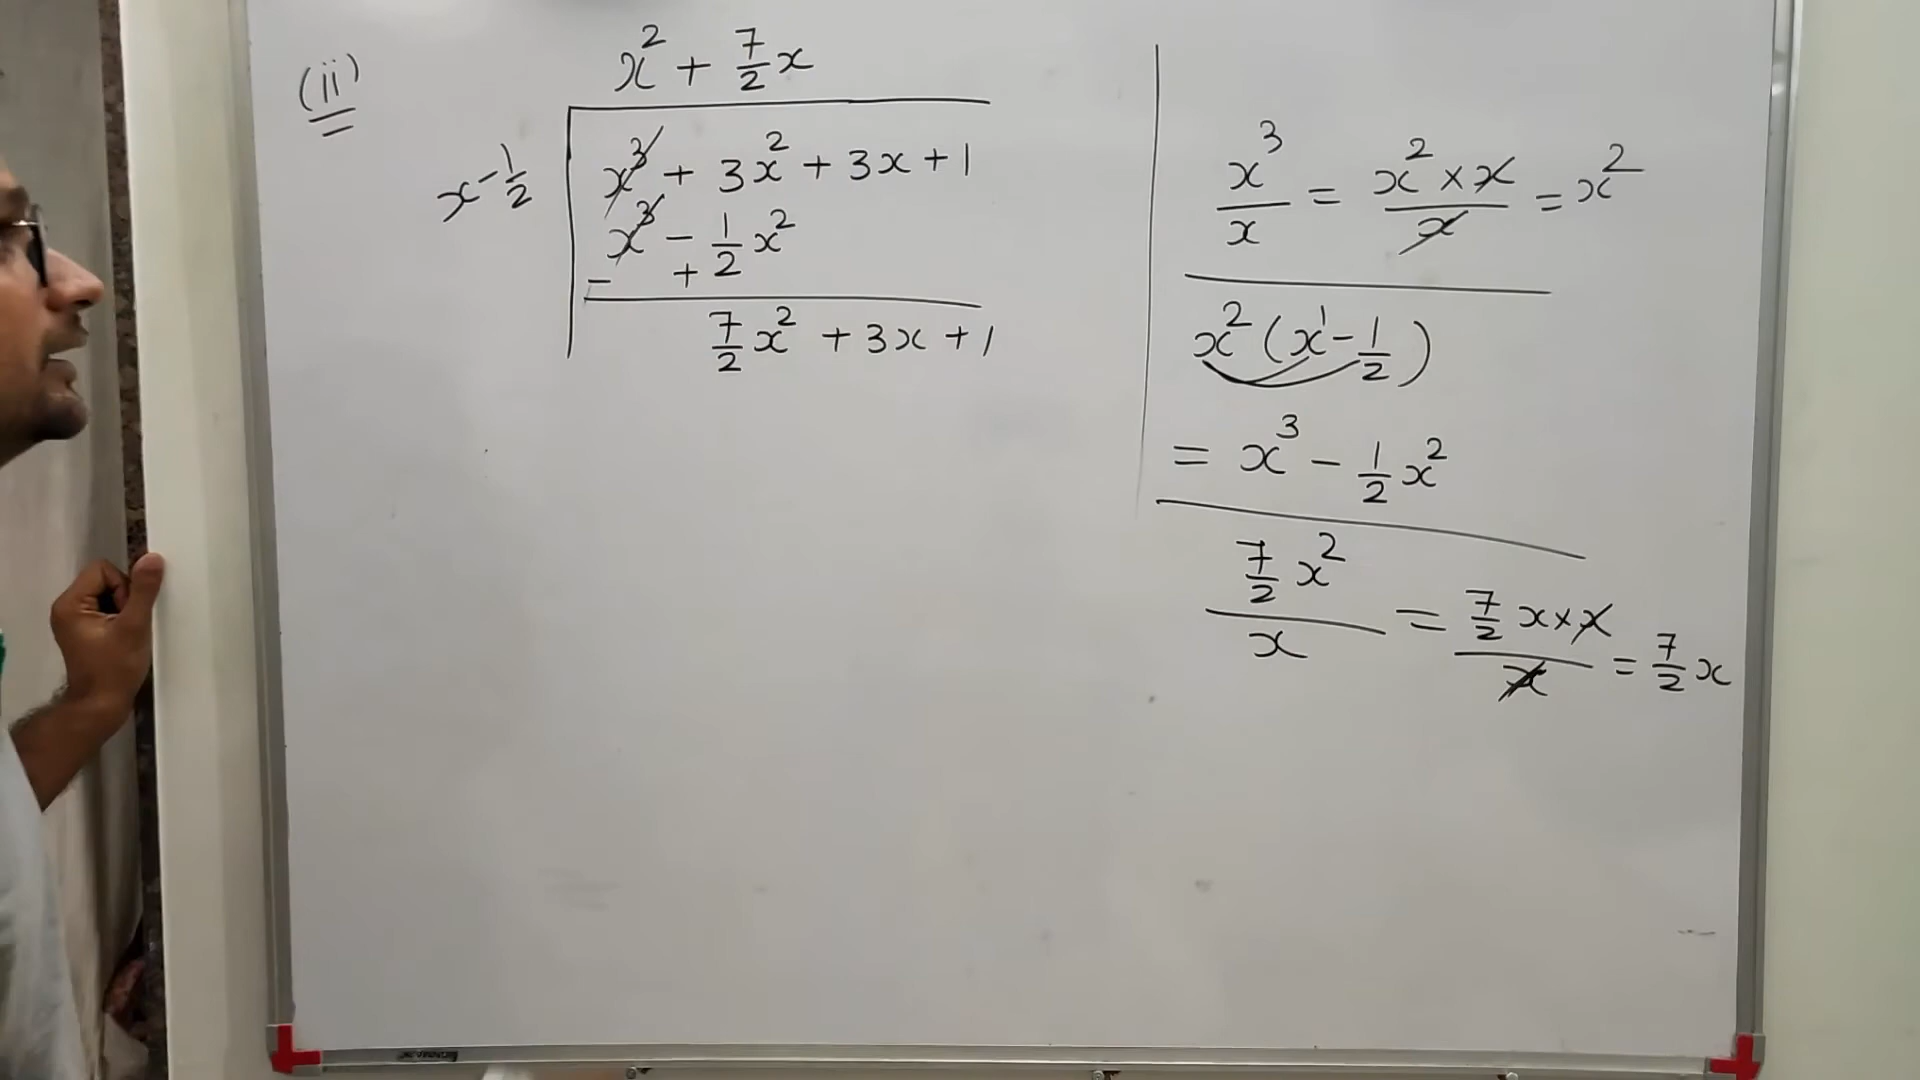 (ii)
x² + 7/2 x
x - 1/2
x³ + 3x² + 3x + 1
x³ - 1/2 x²
- +
7/2 x² + 3x + 1
x³/x = x² × x/x = x²
x² (x¹ - 1/2)
= x³ - 1/2 x²
7/2 x²/x = 7/2 x × x/x = 7/2 x